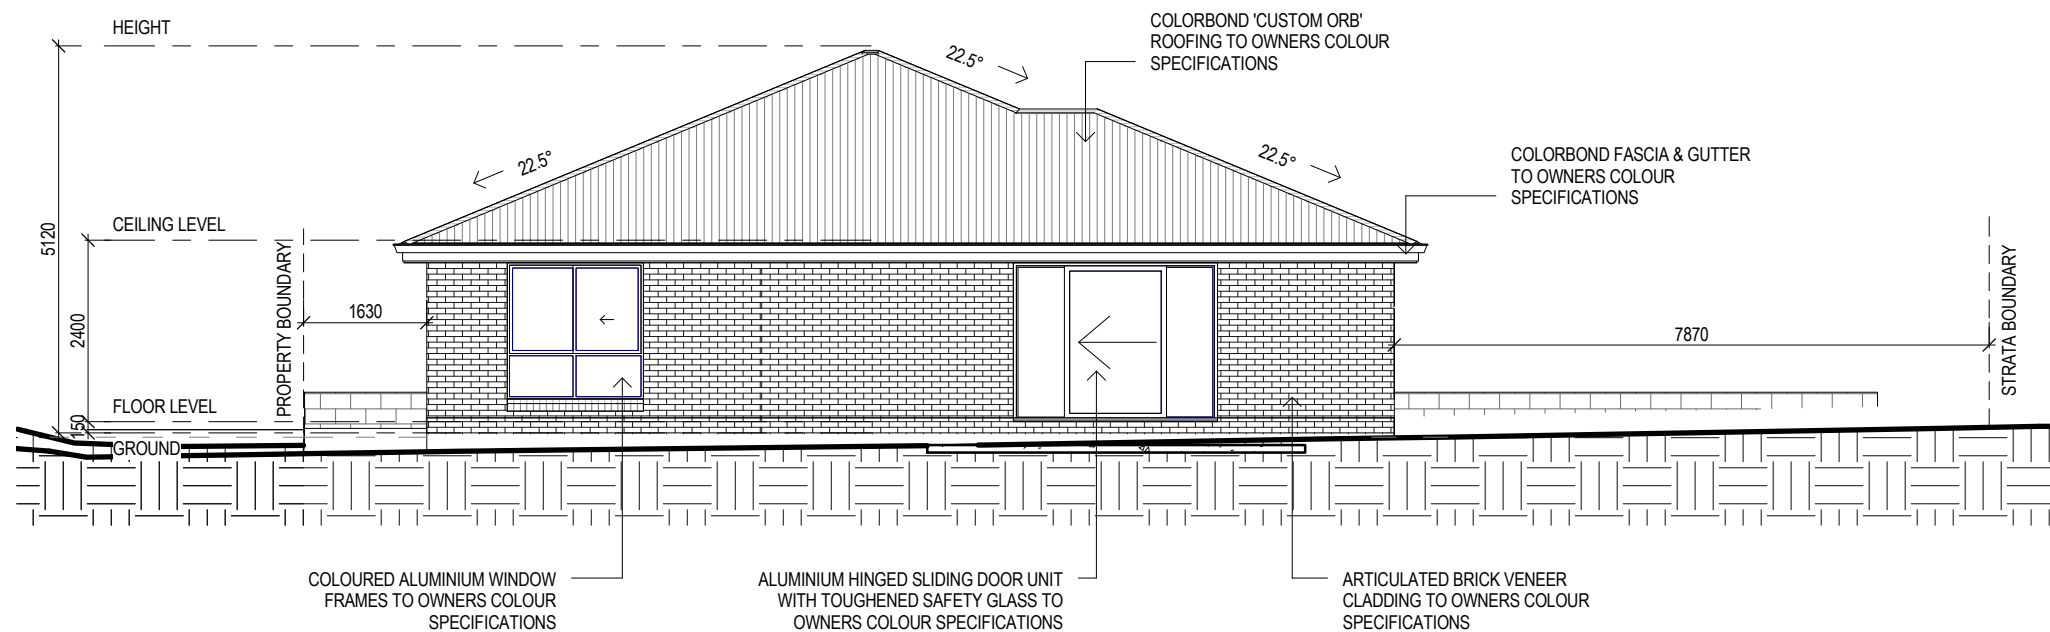 HEIGHT
COLORBOND 'CUSTOM ORB'
ROOFING TO OWNERS COLOUR
SPECIFICATIONS
22.5°
22.5°
22.5°
COLORBOND FASCIA & GUTTER
TO OWNERS COLOUR
SPECIFICATIONS
CEILING LEVEL
5120
2400
PROPERTY BOUNDARY
1630
7870
STRATA BOUNDARY
FLOOR LEVEL
150
GROUND
COLOURED ALUMINIUM WINDOW
FRAMES TO OWNERS COLOUR
SPECIFICATIONS
ALUMINIUM HINGED SLIDING DOOR UNIT
WITH TOUGHENED SAFETY GLASS TO
OWNERS COLOUR SPECIFICATIONS
ARTICULATED BRICK VENEER
CLADDING TO OWNERS COLOUR
SPECIFICATIONS